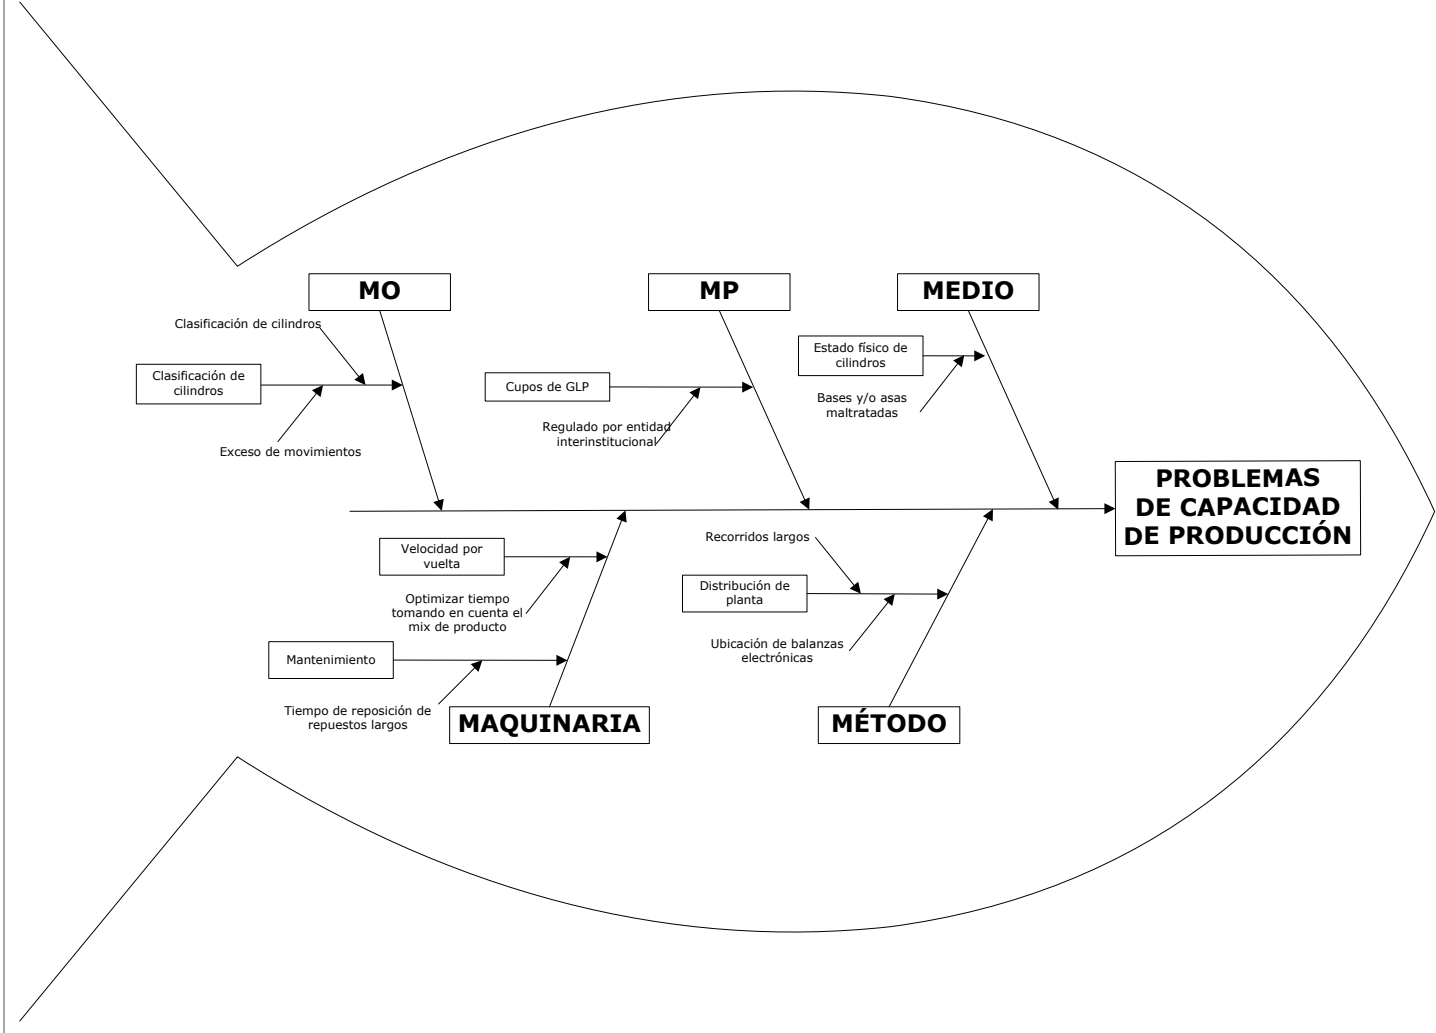 MO
MP
MEDIO
Clasificación de cilindros
Clasificación de
cilindros
Exceso de movimientos
Cupos de GLP
Regulado por entidad
interinstitucional
Estado físico de
cilindros
Bases y/o asas
maltratadas
PROBLEMAS
DE CAPACIDAD
DE PRODUCCIÓN
Velocidad por
vuelta
Optimizar tiempo
tomando en cuenta el
mix de producto
Mantenimiento
Tiempo de reposición de
repuestos largos
Recorridos largos
Distribución de
planta
Ubicación de balanzas
electrónicas
MAQUINARIA
MÉTODO